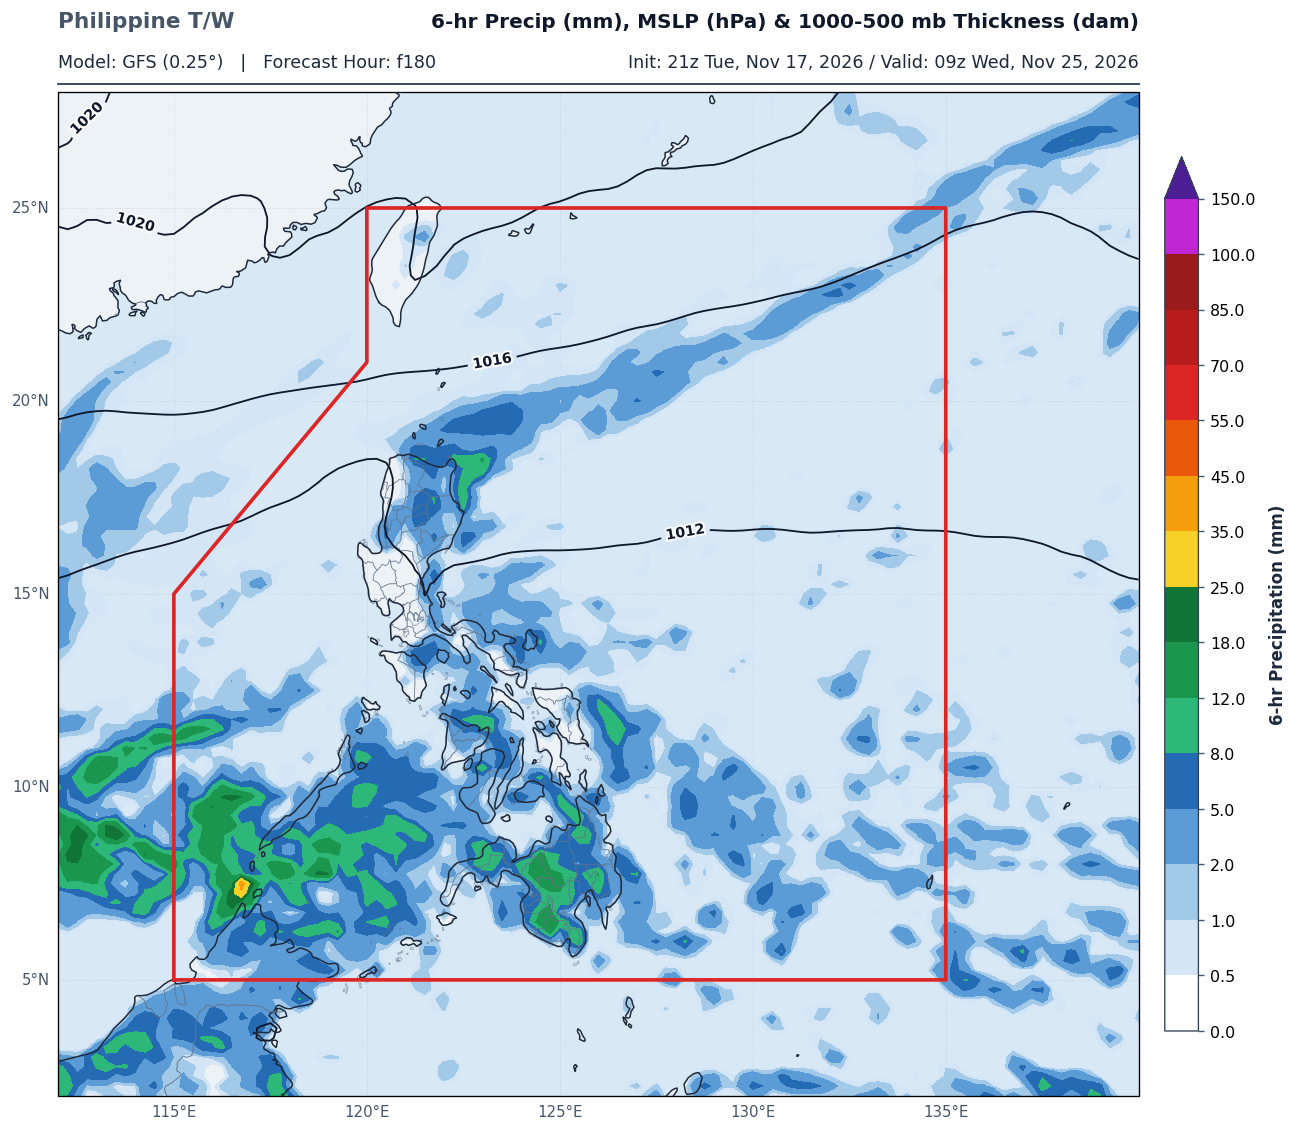 Philippine T/W
6-hr Precip (mm), MSLP (hPa) & 1000-500 mb Thickness (dam)
Model: GFS (0.25°) | Forecast Hour: f180
Init: 21z Tue, Nov 17, 2026 / Valid: 09z Wed, Nov 25, 2026
1020
1020
1016
1012
25°N
20°N
15°N
10°N
5°N
115°E
120°E
125°E
130°E
135°E
150.0
100.0
85.0
70.0
55.0
45.0
35.0
25.0
18.0
12.0
8.0
5.0
2.0
1.0
0.5
0.0
6-hr Precipitation (mm)